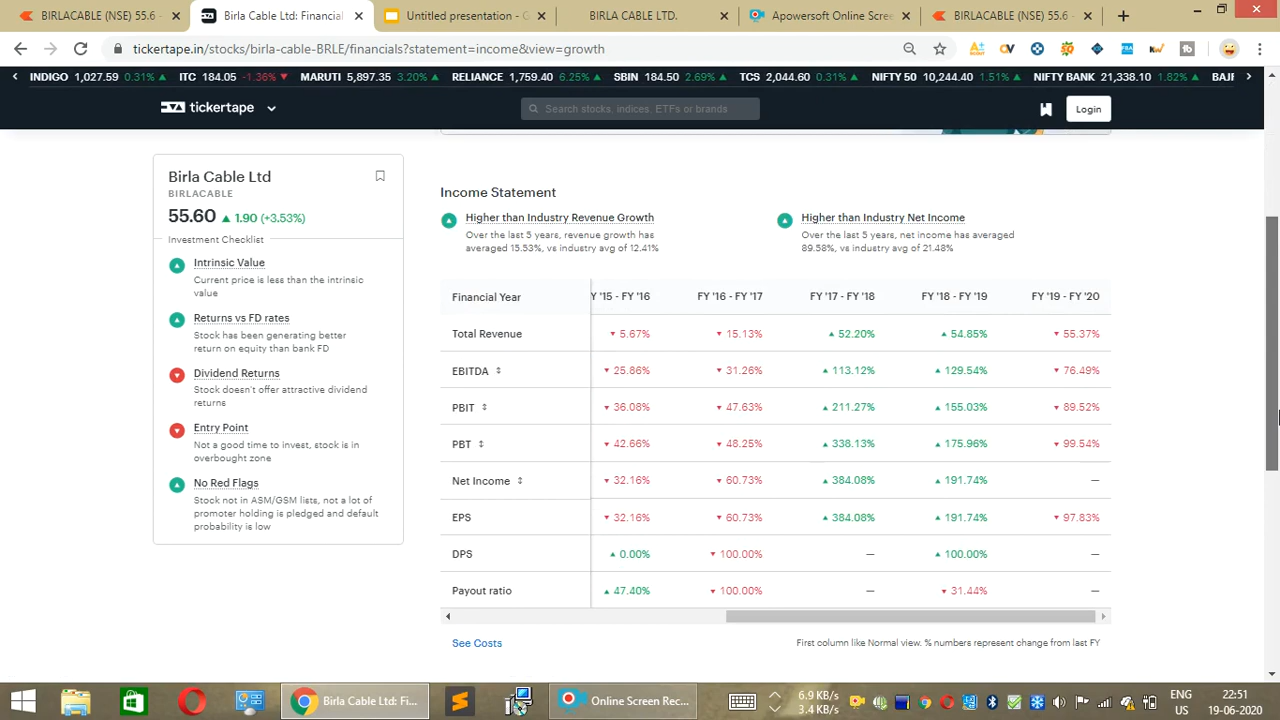 BIRLACABLE (NSE) 55.6 -
Birla Cable Ltd: Financial
Untitled presentation - G
BIRLA CABLE LTD.
Apowersoft Online Scree
BIRLACABLE (NSE) 55.6 -
tickertape.in/stocks/birla-cable-BRLE/financials?statement=income&view=growth
INDIGO 1,027.59 0.31% ITC 184.05 -1.36% MARUTI 5,897.35 3.20% RELIANCE 1,759.40 6.25% SBIN 184.50 2.69% TCS 2,044.60 0.31% NIFTY 50 10,244.40 1.51% NIFTY BANK 21,338.10 1.82% BAJF
tickertape
Search stocks, indices, ETFs or brands
Login
Birla Cable Ltd
BIRLACABLE
55.60 1.90 (+3.53%)
Investment Checklist
Intrinsic Value
Current price is less than the intrinsic
value
Returns vs FD rates
Stock has been generating better
return on equity than bank FD
Dividend Returns
Stock doesn't offer attractive dividend
returns
Entry Point
Not a good time to invest, stock is in
overbought zone
No Red Flags
Stock not in ASM/GSM lists, not a lot of
promoter holding is pledged and default
probability is low
Income Statement
Higher than Industry Revenue Growth
Over the last 5 years, revenue growth has
averaged 15.53%, vs industry avg of 12.41%
Higher than Industry Net Income
Over the last 5 years, net income has averaged
89.58%, vs industry avg of 21.48%
Financial Year Y '15 - FY '16 FY '16 - FY '17 FY '17 - FY '18 FY '18 - FY '19 FY '19 - FY '20
Total Revenue 5.67% 15.13% 52.20% 54.85% 55.37%
EBITDA 25.86% 31.26% 113.12% 129.54% 76.49%
PBIT 36.08% 47.63% 211.27% 155.03% 89.52%
PBT 42.66% 48.25% 338.13% 175.96% 99.54%
Net Income 32.16% 60.73% 384.08% 191.74% —
EPS 32.16% 60.73% 384.08% 191.74% 97.83%
DPS 0.00% 100.00% — 100.00% —
Payout ratio 47.40% 100.00% — 31.44% —
See Costs
First column like Normal view. % numbers represent change from last FY
Birla Cable Ltd: Fi...
Online Screen Rec...
6.9 KB/s
3.4 KB/s
ENG
US
22:51
19-06-2020